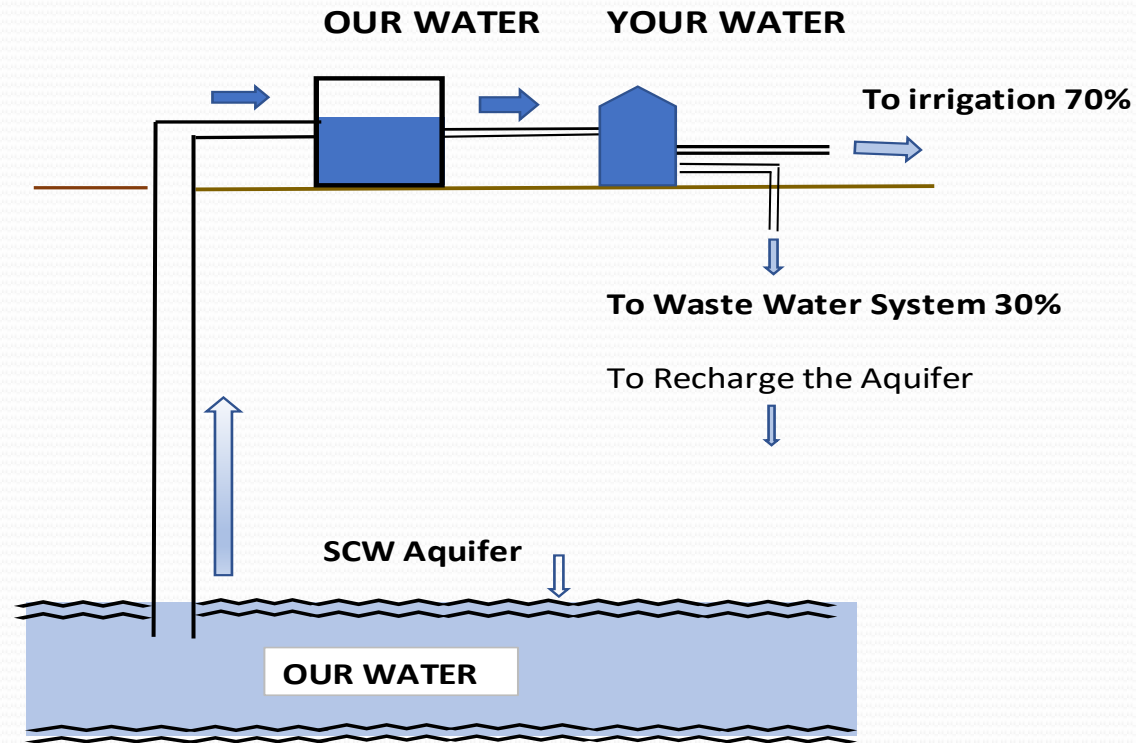 OUR WATER
YOUR WATER
To irrigation 70%
To Waste Water System 30%
To Recharge the Aquifer
SCW Aquifer
OUR WATER